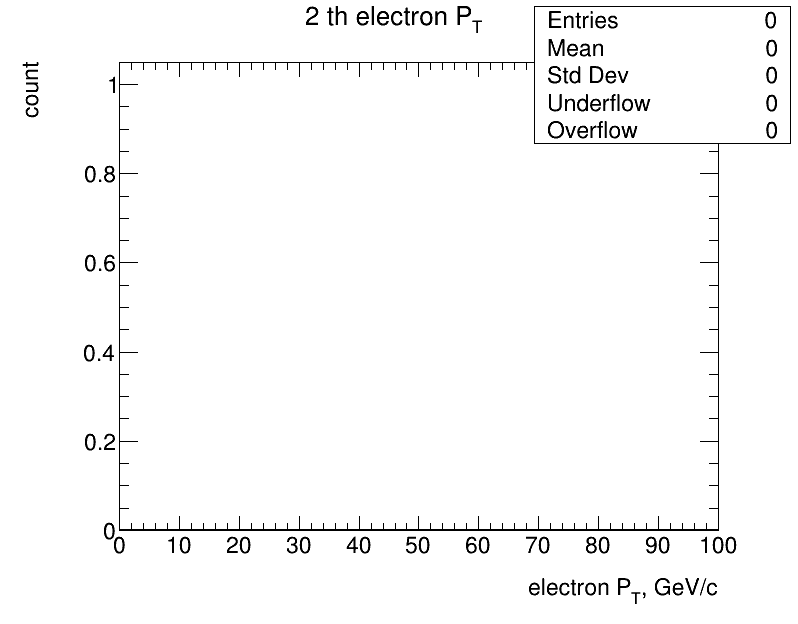 2 th electron P_T
Entries 0
Mean 0
Std Dev 0
Underflow 0
Overflow 0
count
1
0.8
0.6
0.4
0.2
0
0 10 20 30 40 50 60 70 80 90 100
electron P_T, GeV/c